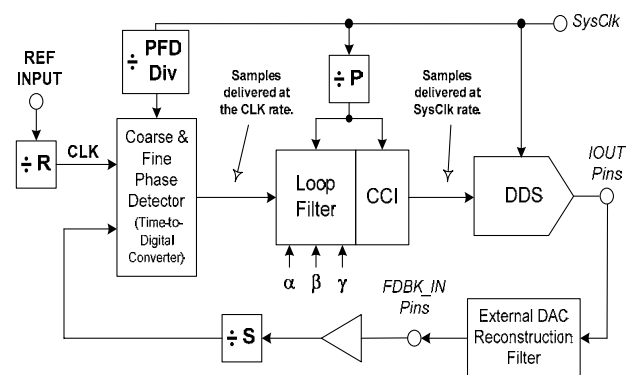 SysClk
REF
INPUT
÷ PFD
Div
÷ P
Samples
delivered at
the CLK rate.
Samples
delivered at
SysClk rate.
÷ R
CLK
Coarse &
Fine
Phase
Detector
(Time-to-
Digital
Converter)
Loop
Filter
CCI
DDS
IOUT
Pins
α β γ
FDBK_IN
Pins
÷ S
External DAC
Reconstruction
Filter